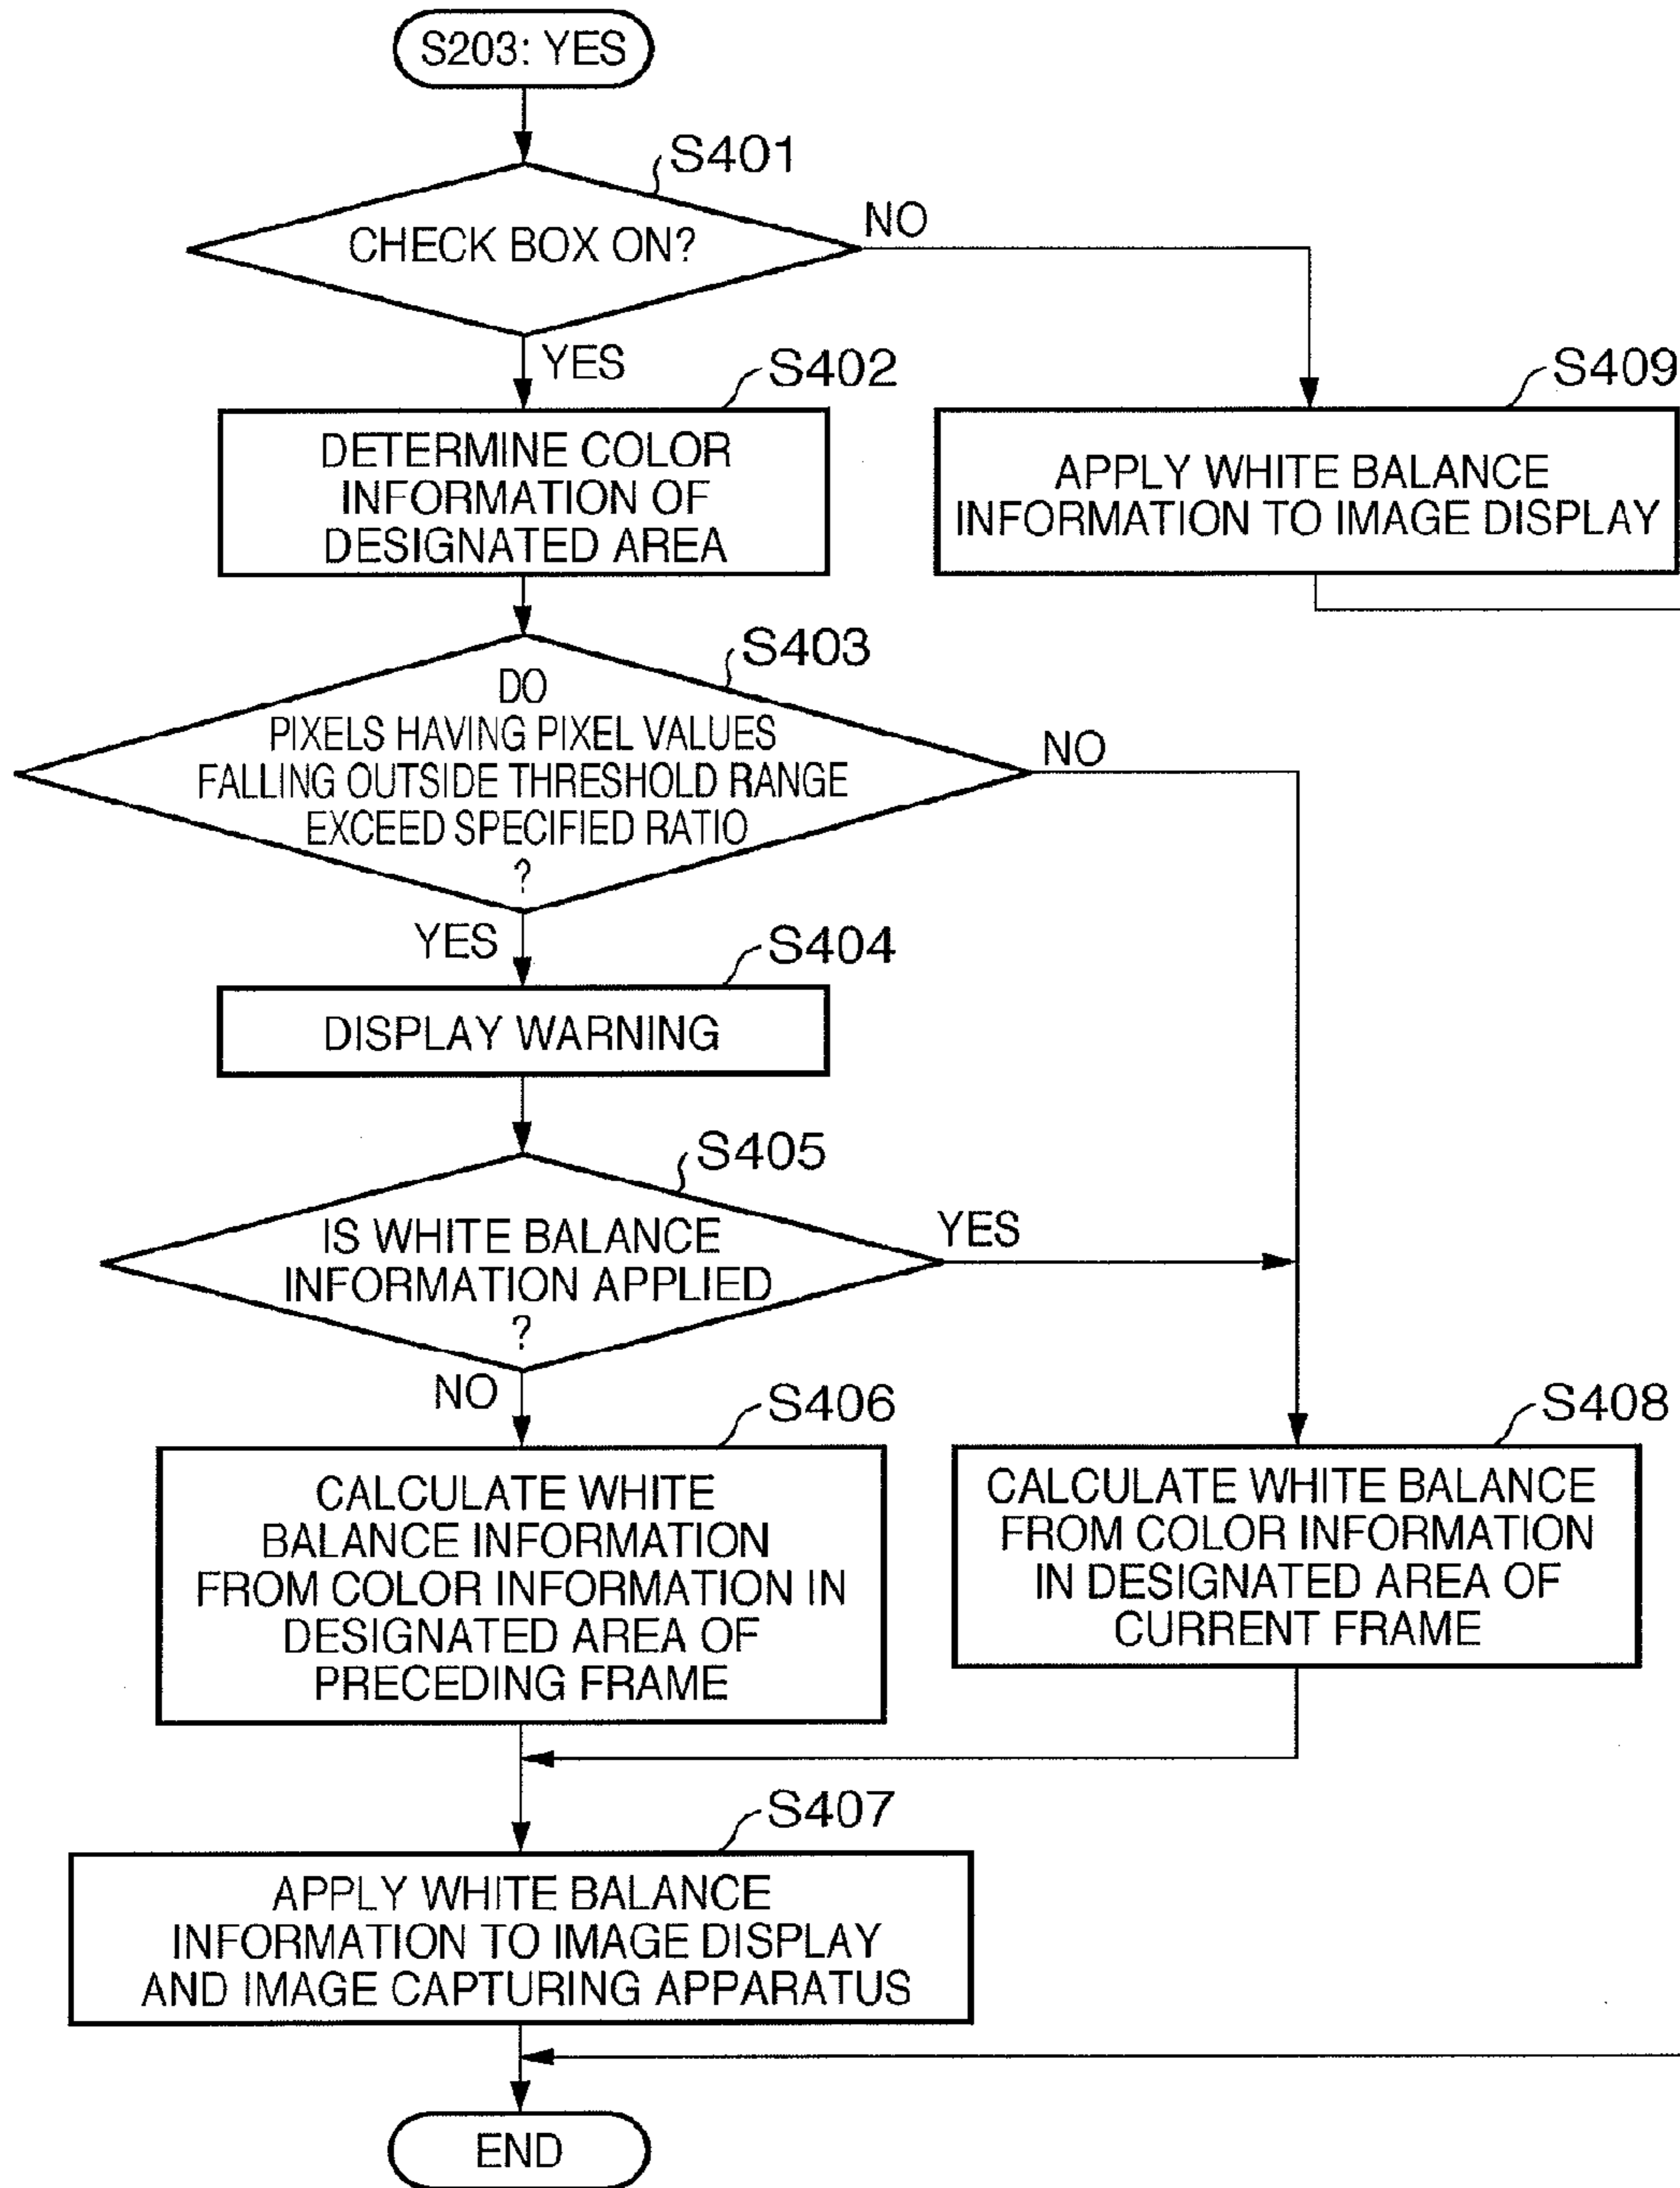 S203: YES
S401
CHECK BOX ON?
NO
YES
S402
DETERMINE COLOR
INFORMATION OF
DESIGNATED AREA
S409
APPLY WHITE BALANCE
INFORMATION TO IMAGE DISPLAY
S403
DO
PIXELS HAVING PIXEL VALUES
FALLING OUTSIDE THRESHOLD RANGE
EXCEED SPECIFIED RATIO
?
NO
YES
S404
DISPLAY WARNING
S405
IS WHITE BALANCE
INFORMATION APPLIED
?
YES
NO
S406
CALCULATE WHITE
BALANCE INFORMATION
FROM COLOR INFORMATION IN
DESIGNATED AREA OF
PRECEDING FRAME
S408
CALCULATE WHITE BALANCE
FROM COLOR INFORMATION
IN DESIGNATED AREA OF
CURRENT FRAME
S407
APPLY WHITE BALANCE
INFORMATION TO IMAGE DISPLAY
AND IMAGE CAPTURING APPARATUS
END